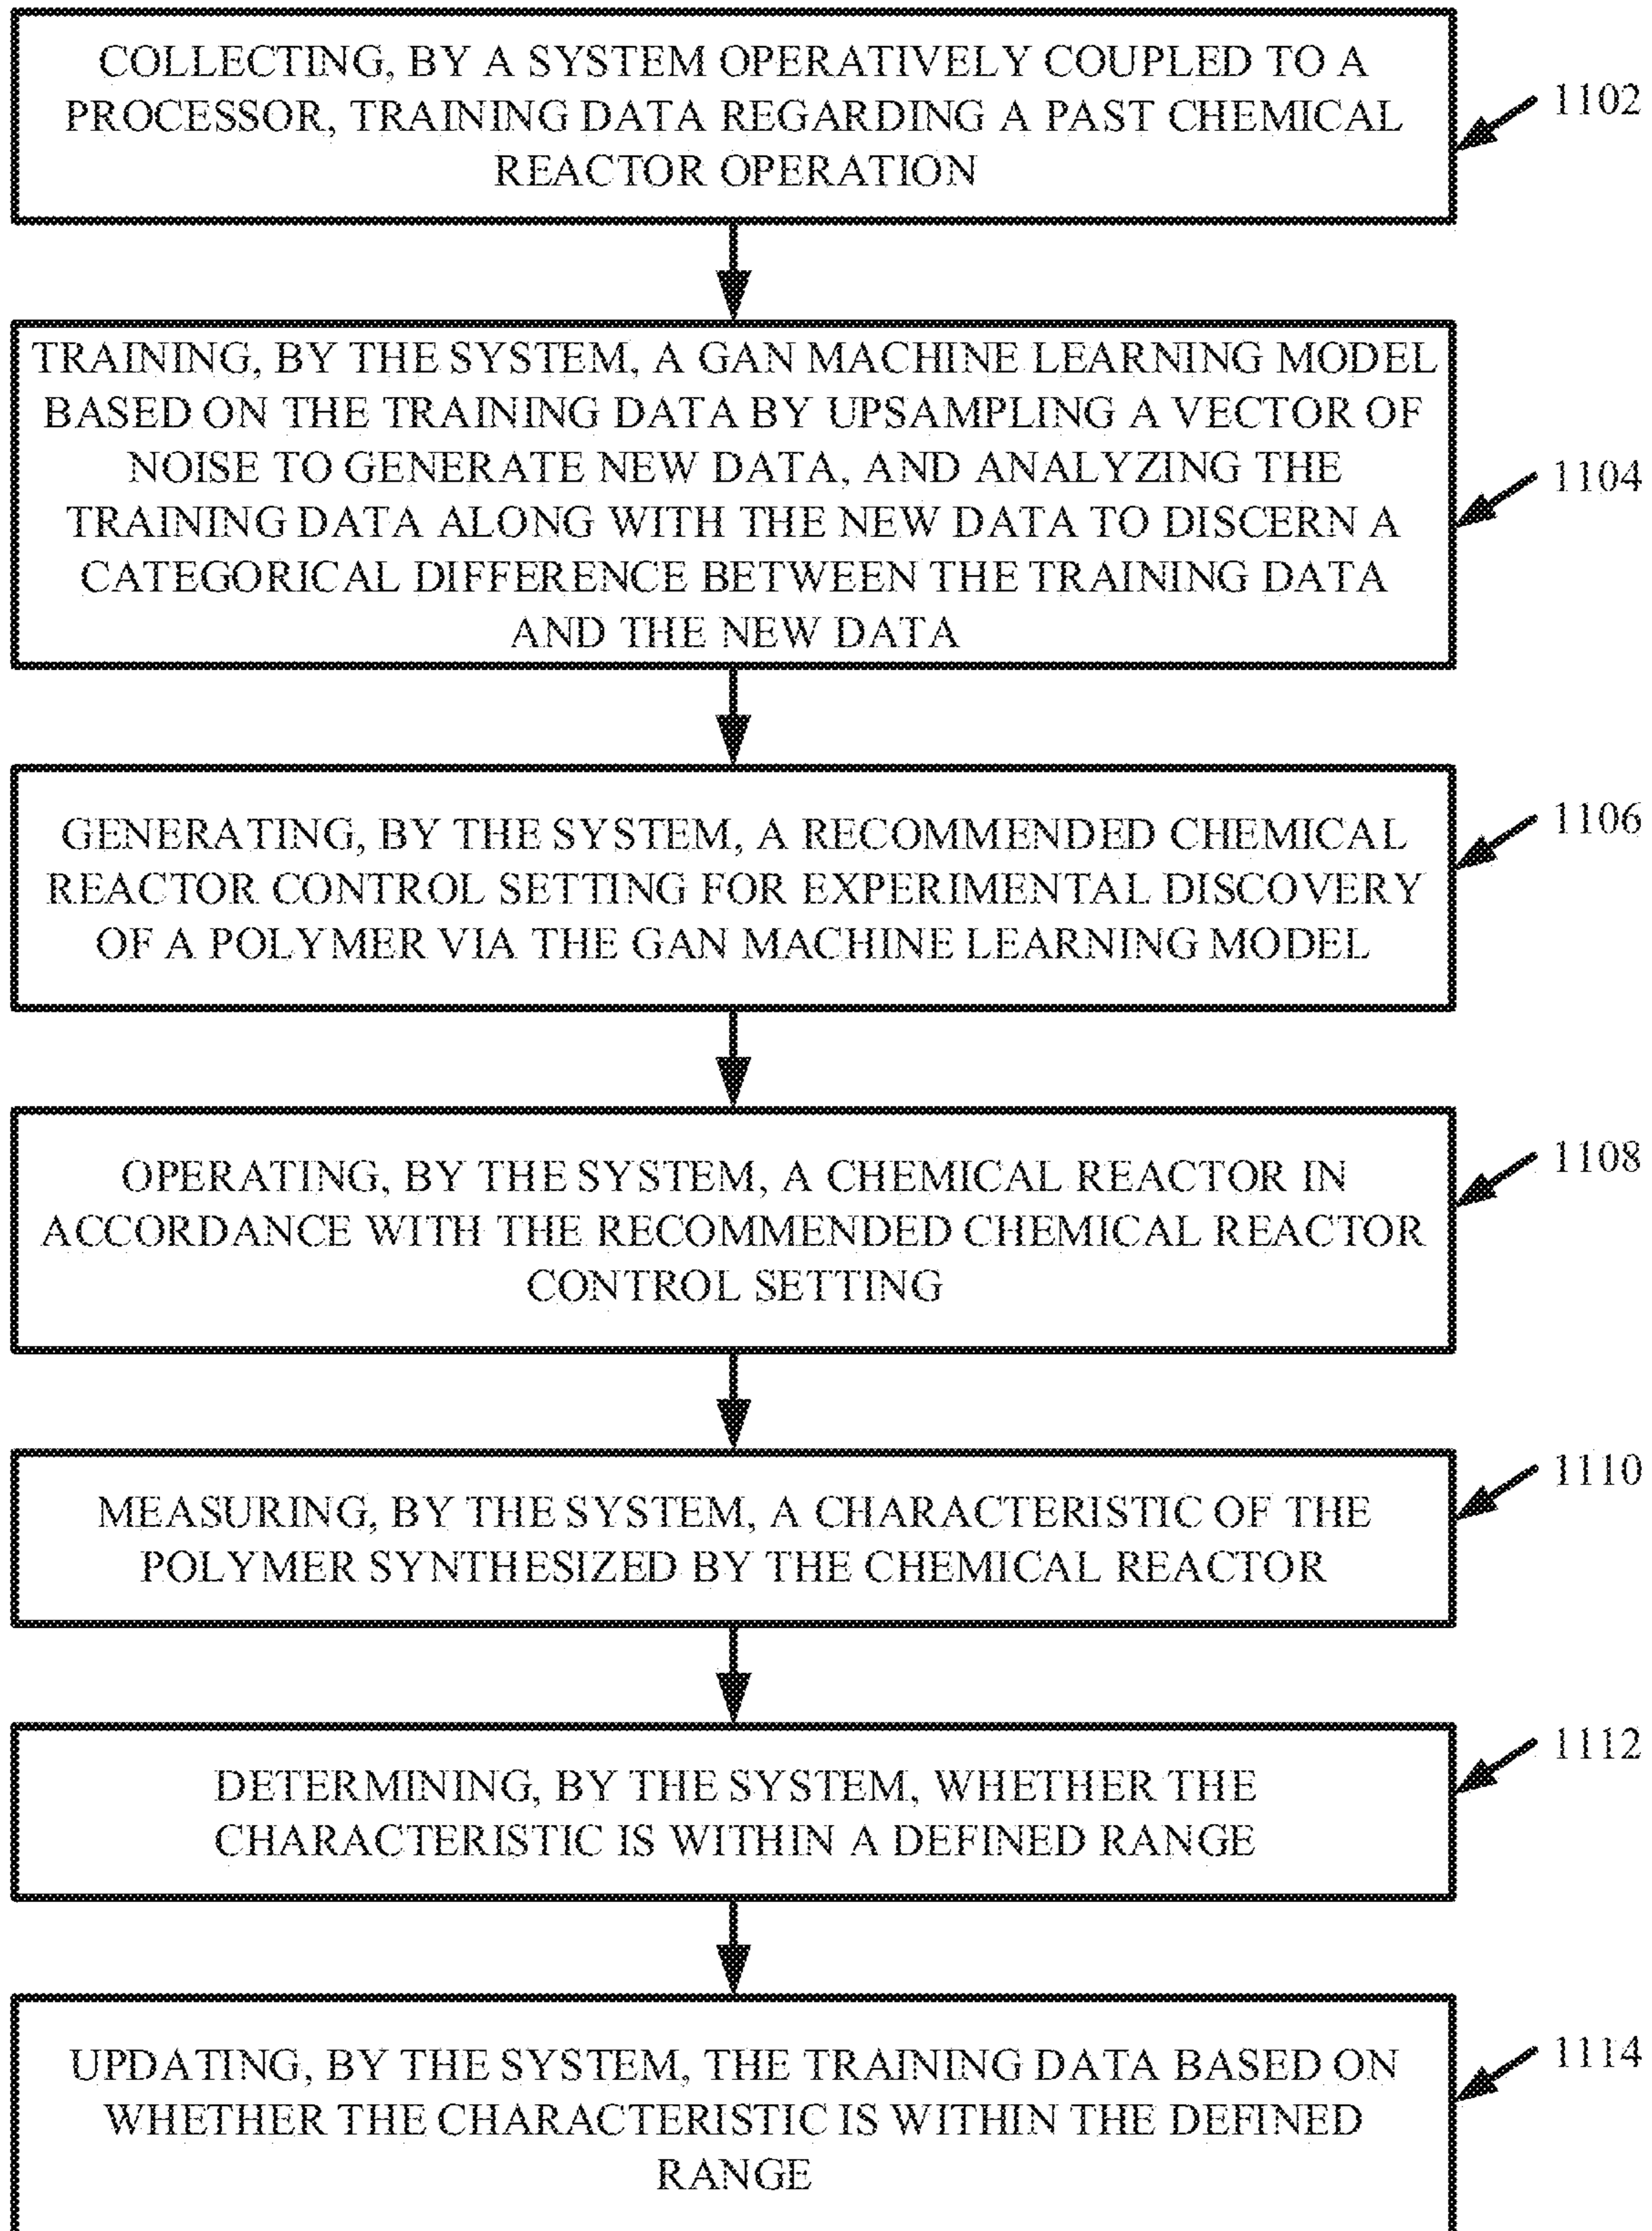 COLLECTING, BY A SYSTEM OPERATIVELY COUPLED TO A
PROCESSOR, TRAINING DATA REGARDING A PAST CHEMICAL
REACTOR OPERATION
1102
TRAINING, BY THE SYSTEM, A GAN MACHINE LEARNING MODEL
BASED ON THE TRAINING DATA BY UPSAMPLING A VECTOR OF
NOISE TO GENERATE NEW DATA, AND ANALYZING THE
TRAINING DATA ALONG WITH THE NEW DATA TO DISCERN A
CATEGORICAL DIFFERENCE BETWEEN THE TRAINING DATA
AND THE NEW DATA
1104
GENERATING, BY THE SYSTEM, A RECOMMENDED CHEMICAL
REACTOR CONTROL SETTING FOR EXPERIMENTAL DISCOVERY
OF A POLYMER VIA THE GAN MACHINE LEARNING MODEL
1106
OPERATING, BY THE SYSTEM, A CHEMICAL REACTOR IN
ACCORDANCE WITH THE RECOMMENDED CHEMICAL REACTOR
CONTROL SETTING
1108
MEASURING, BY THE SYSTEM, A CHARACTERISTIC OF THE
POLYMER SYNTHESIZED BY THE CHEMICAL REACTOR
1110
DETERMINING, BY THE SYSTEM, WHETHER THE
CHARACTERISTIC IS WITHIN A DEFINED RANGE
1112
UPDATING, BY THE SYSTEM, THE TRAINING DATA BASED ON
WHETHER THE CHARACTERISTIC IS WITHIN THE DEFINED
RANGE
1114